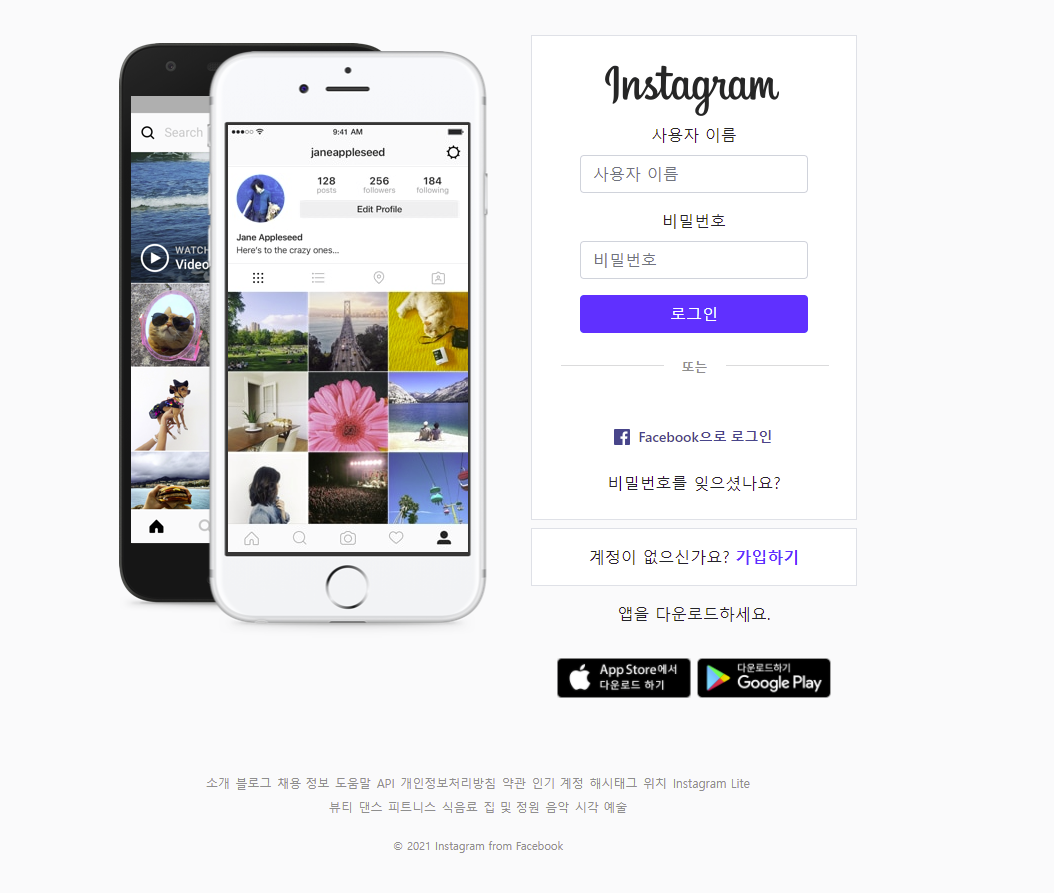 Search
WATCH
Video
9:41 AM
janeappleseed
128 256 184
posts followers following
Edit Profile
Jane Appleseed
Here's to the crazy ones...
Instagram
사용자 이름
사용자 이름
비밀번호
비밀번호
로그인
또는
Facebook으로 로그인
비밀번호를 잊으셨나요?
계정이 없으신가요? 가입하기
앱을 다운로드하세요.
App Store에서
다운로드 하기
다운로드하기
Google Play
소개 블로그 채용 정보 도움말 API 개인정보처리방침 약관 인기 계정 해시태그 위치 Instagram Lite
뷰티 댄스 피트니스 식음료 집 및 정원 음악 시각 예술
© 2021 Instagram from Facebook